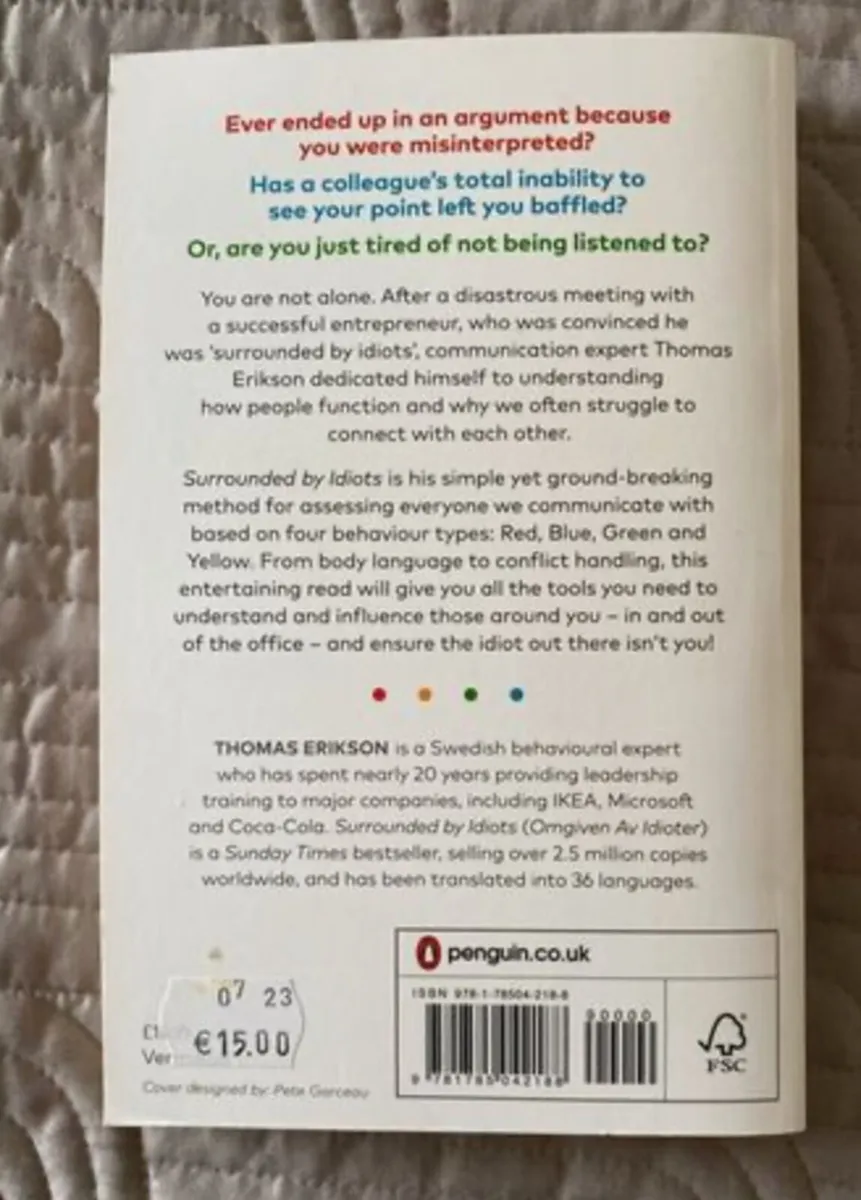 Ever ended up in an argument because
you were misinterpreted?
Has a colleague's total inability to
see your point left you baffled?
Or, are you just tired of not being listened to?
You are not alone. After a disastrous meeting with
a successful entrepreneur, who was convinced he
was 'surrounded by idiots', communication expert Thomas
Erikson dedicated himself to understanding
how people function and why we often struggle to
connect with each other.
Surrounded by Idiots is his simple yet ground-breaking
method for assessing everyone we communicate with
based on four behaviour types: Red, Blue, Green and
Yellow. From body language to conflict handling, this
entertaining read will give you all the tools you need to
understand and influence those around you – in and out
of the office – and ensure the idiot out there isn't you!
THOMAS ERIKSON is a Swedish behavioural expert
who has spent nearly 20 years providing leadership
training to major companies, including IKEA, Microsoft
and Coca-Cola. Surrounded by Idiots (Omgiven Av Idioter)
is a Sunday Times bestseller, selling over 2.5 million copies
worldwide, and has been translated into 36 languages.
penguin.co.uk
ISBN 978-1-78504-218-8
90000
9 781785 042188
FSC
07 23
€15.00
Cover designed by: Pete Garceau